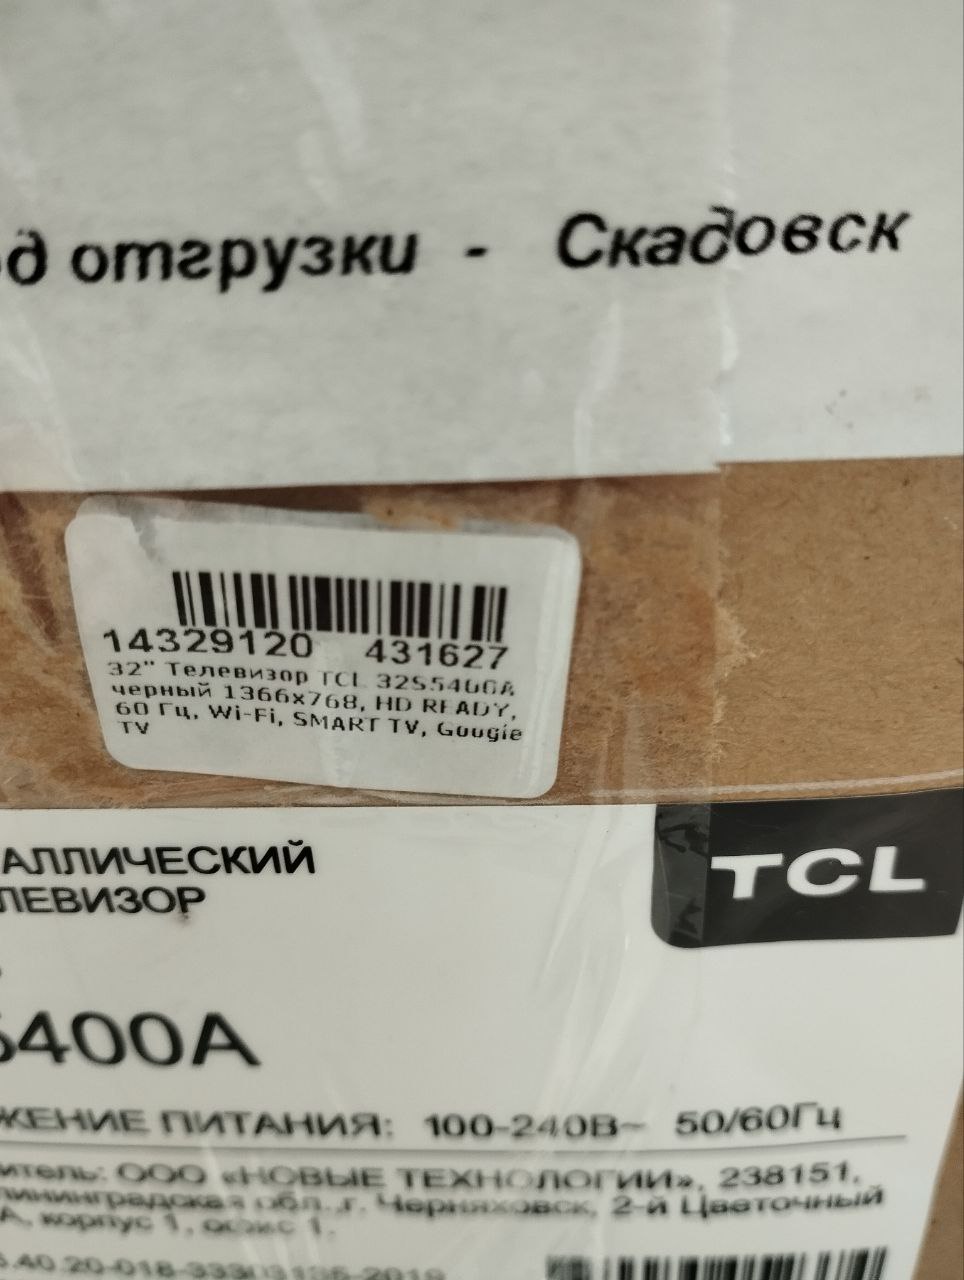 д отгрузки - Скадовск
14329120 431627
32" Телевизор TCL 32S5400A
черный 1366x768, HD READY,
60 Гц, Wi-Fi, SMART TV, Google
TV
АЛЛИЧЕСКИЙ
ЛЕВИЗОР
TCL
5400A
ЖЕНИЕ ПИТАНИЯ: 100-240В~ 50/60Гц
итель: ООО «НОВЫЕ ТЕХНОЛОГИИ», 238151,
лининградская обл., г. Черняховск, 2-й Цветочный
А, корпус 1, офис 1.